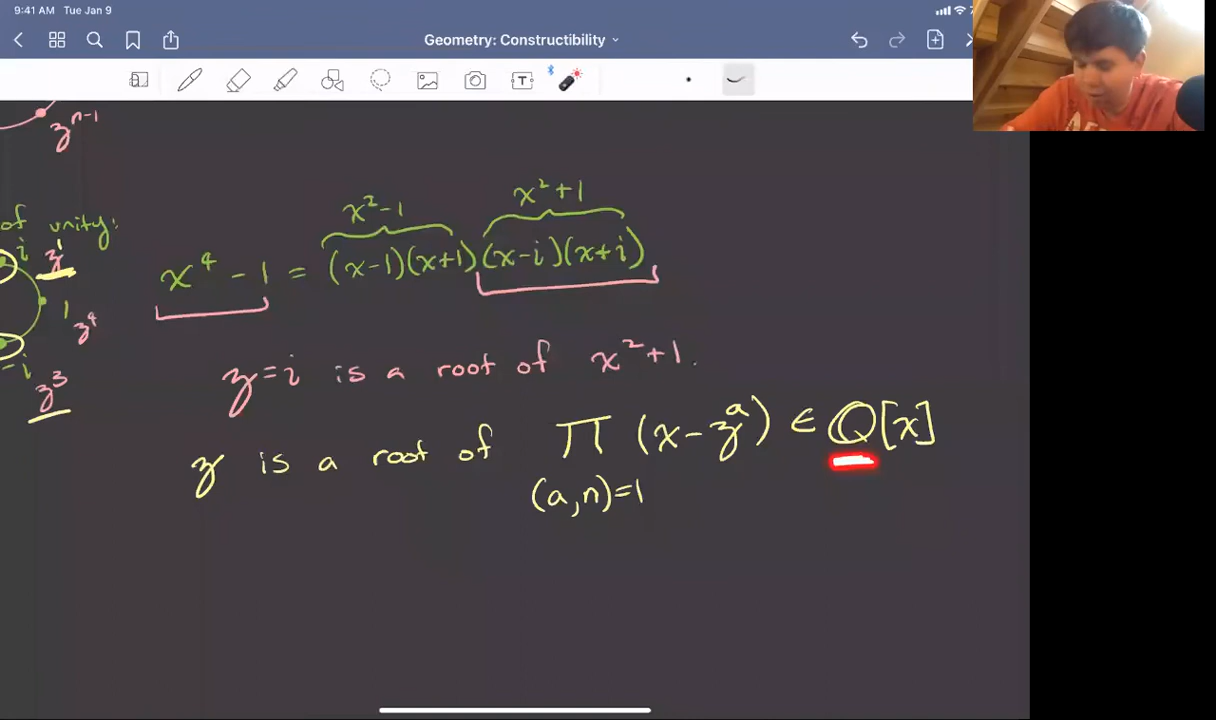 9:41 AM Tue Jan 9
Geometry: Constructibility
T
z^{n-1}
of unity:
i z^1
1 z^4
-i z^3
x^2-1 x^2+1
x^4 - 1 = (x-1)(x+1)(x-i)(x+i)
z=i is a root of x^2+1.
z is a root of ∏ (x-z^a) ∈ ℚ[x]
(a,n)=1